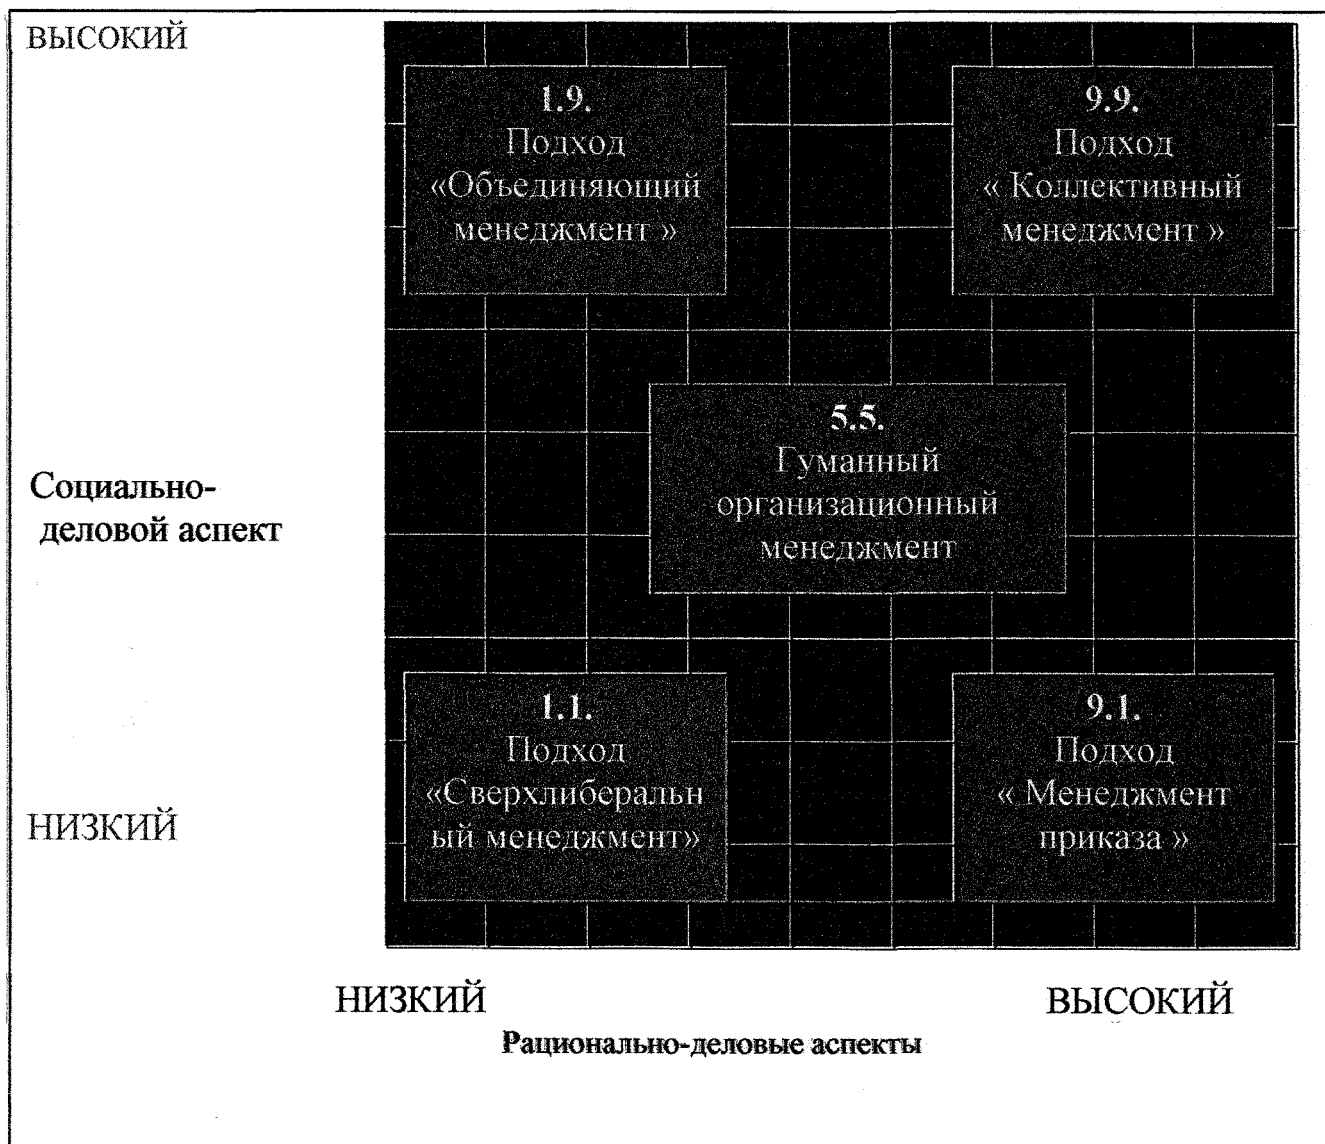 ВЫСОКИЙ
1.9.
Подход
«Объединяющий
менеджмент »
9.9.
Подход
« Коллективный
менеджмент »
5.5.
Гуманный
организационный
менеджмент
Социально-
деловой аспект
1.1.
Подход
«Сверхлиберальн
ый менеджмент»
9.1.
Подход
« Менеджмент
приказа »
НИЗКИЙ
НИЗКИЙ
ВЫСОКИЙ
Рационально-деловые аспекты